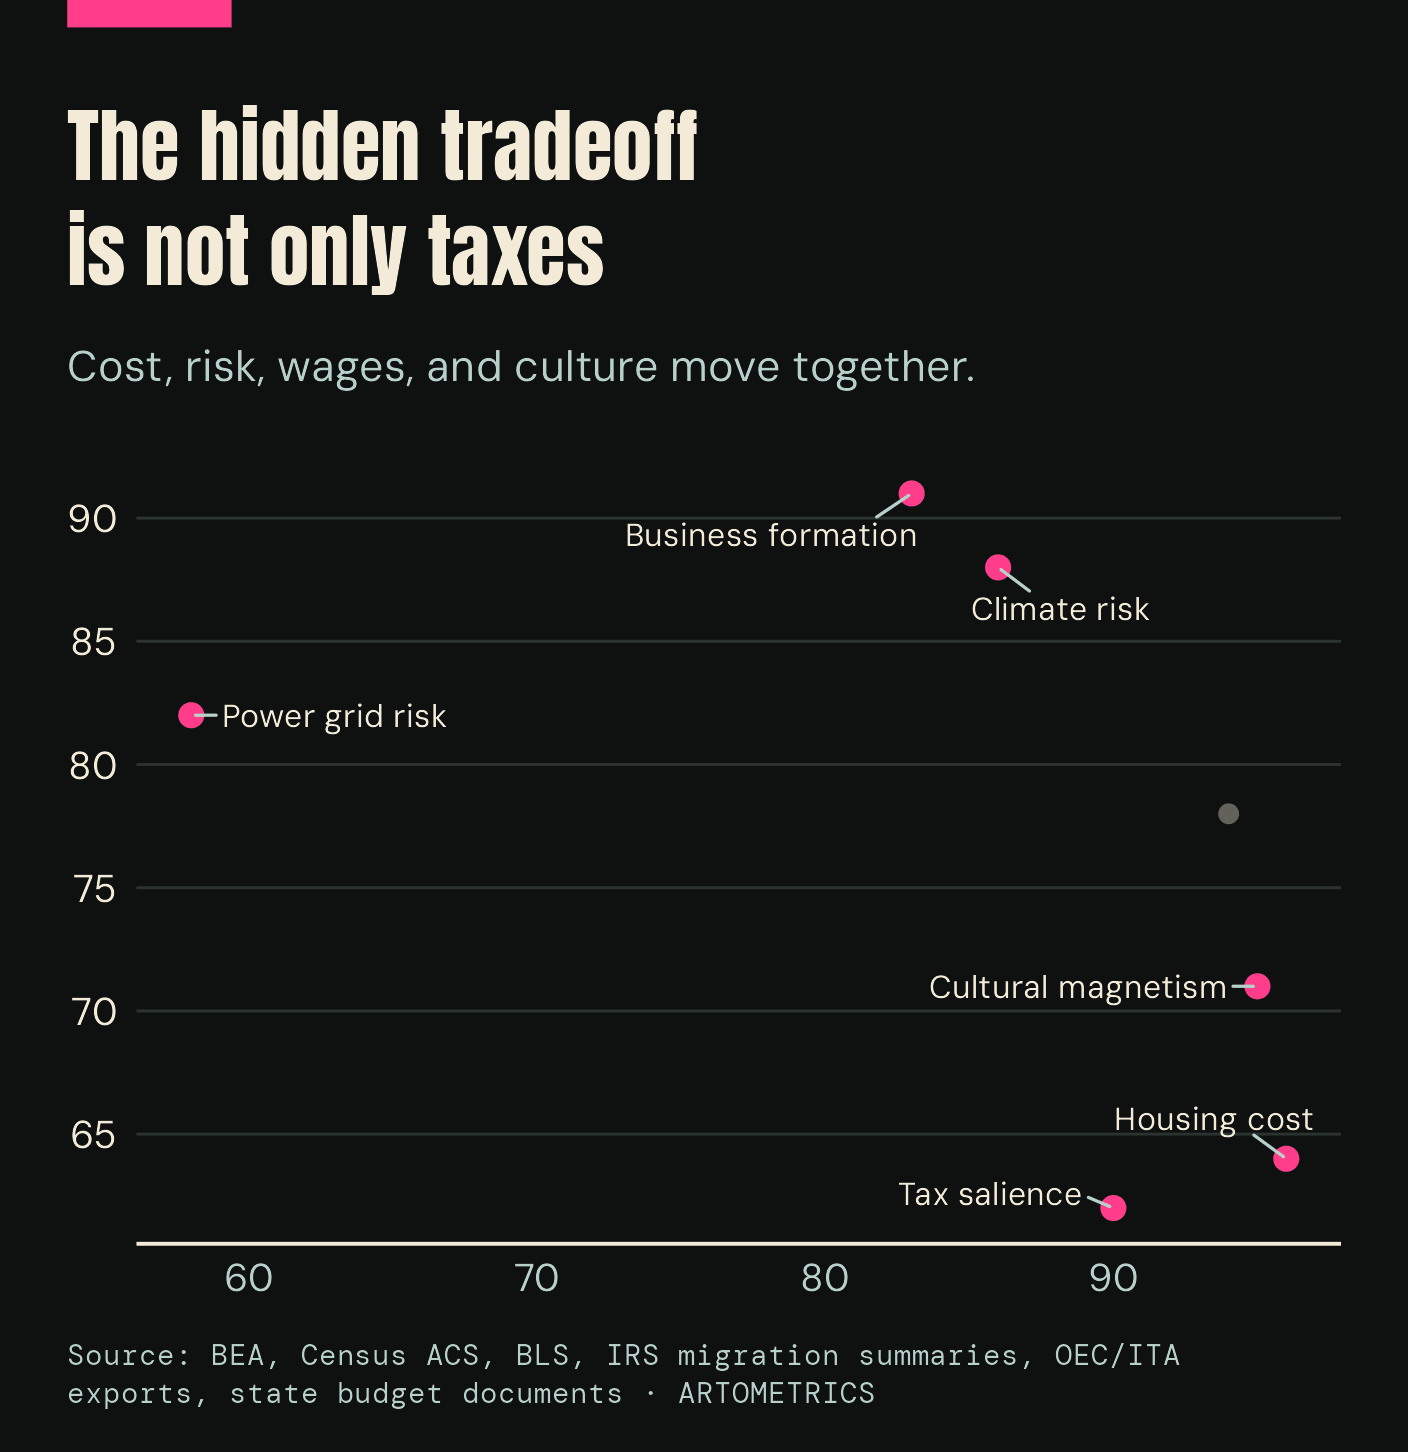 The hidden tradeoff
is not only taxes
Cost, risk, wages, and culture move together.
90
Business formation
Climate risk
85
Power grid risk
80
75
Cultural magnetism
70
Housing cost
65
Tax salience
60 70 80 90
Source: BEA, Census ACS, BLS, IRS migration summaries, OEC/ITA
exports, state budget documents · ARTOMETRICS